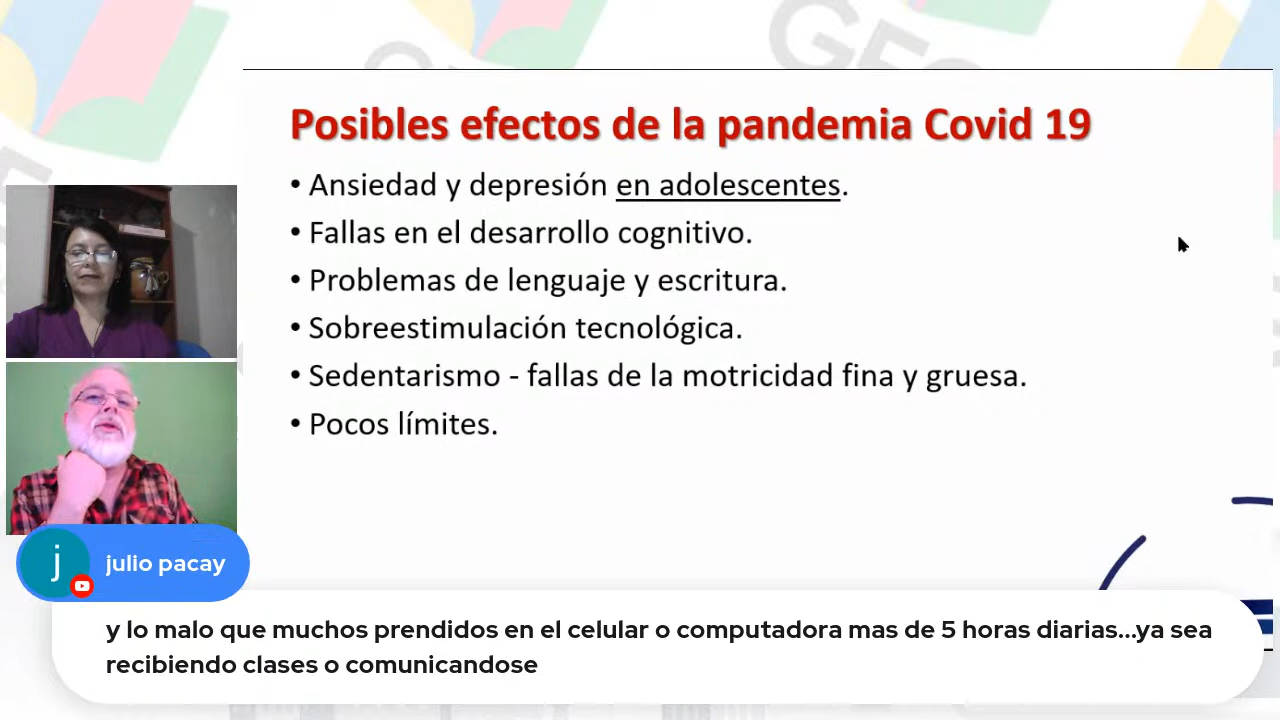 GEO
Posibles efectos de la pandemia Covid 19
• Ansiedad y depresión en adolescentes.
• Fallas en el desarrollo cognitivo.
• Problemas de lenguaje y escritura.
• Sobreestimulación tecnológica.
• Sedentarismo - fallas de la motricidad fina y gruesa.
• Pocos límites.
j
julio pacay
y lo malo que muchos prendidos en el celular o computadora mas de 5 horas diarias...ya sea
recibiendo clases o comunicandose